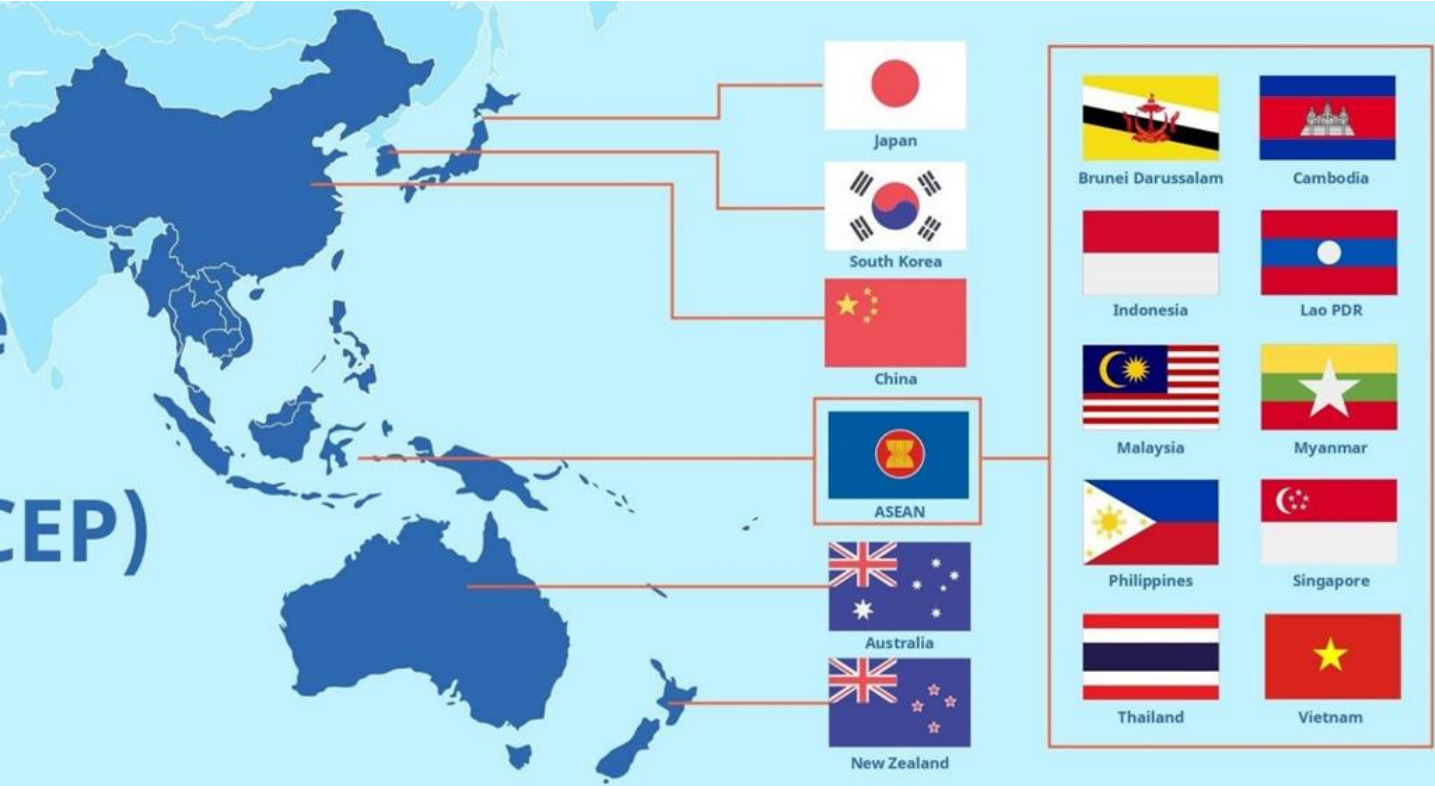 CEP)
Japan
South Korea
China
ASEAN
Australia
New Zealand
Brunei Darussalam
Cambodia
Indonesia
Lao PDR
Malaysia
Myanmar
Philippines
Singapore
Thailand
Vietnam